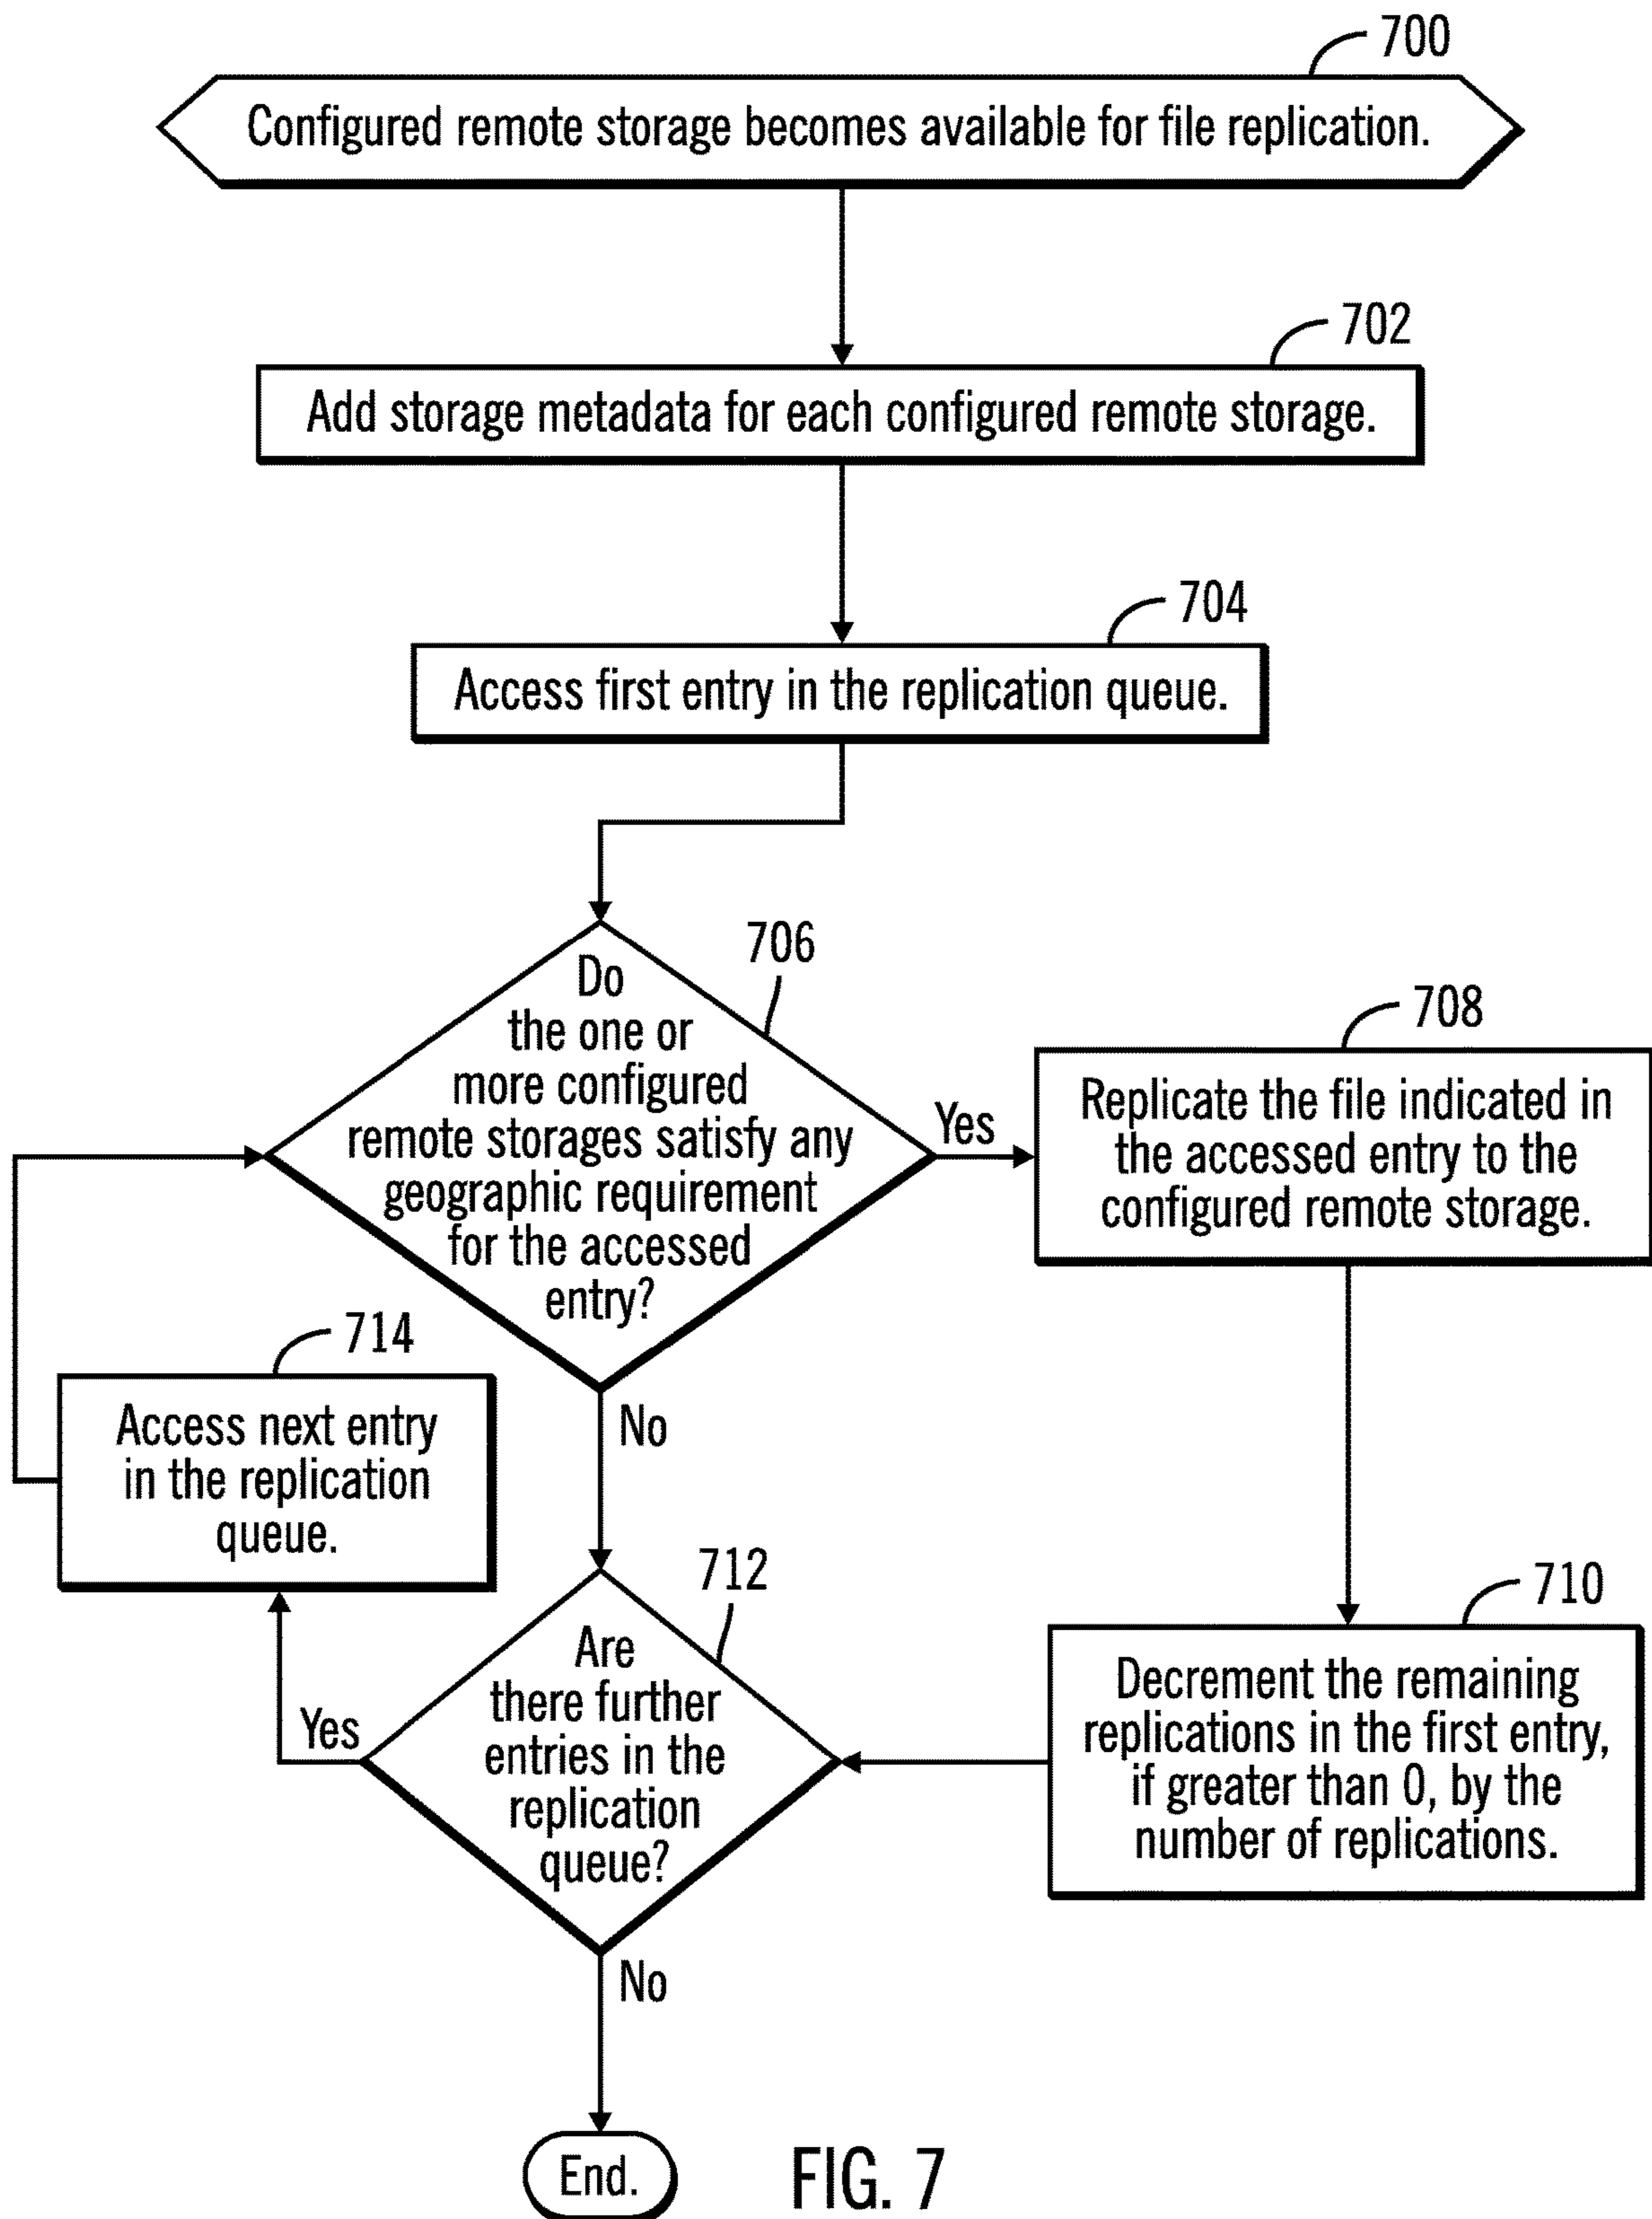 700
Configured remote storage becomes available for file replication.
702
Add storage metadata for each configured remote storage.
704
Access first entry in the replication queue.
706
Do
the one or
more configured
remote storages satisfy any
geographic requirement
for the accessed
entry?
Yes
No
708
Replicate the file indicated in
the accessed entry to the
configured remote storage.
714
Access next entry
in the replication
queue.
712
Are
there further
entries in the
replication
queue?
Yes
No
710
Decrement the remaining
replications in the first entry,
if greater than 0, by the
number of replications.
End.
FIG. 7